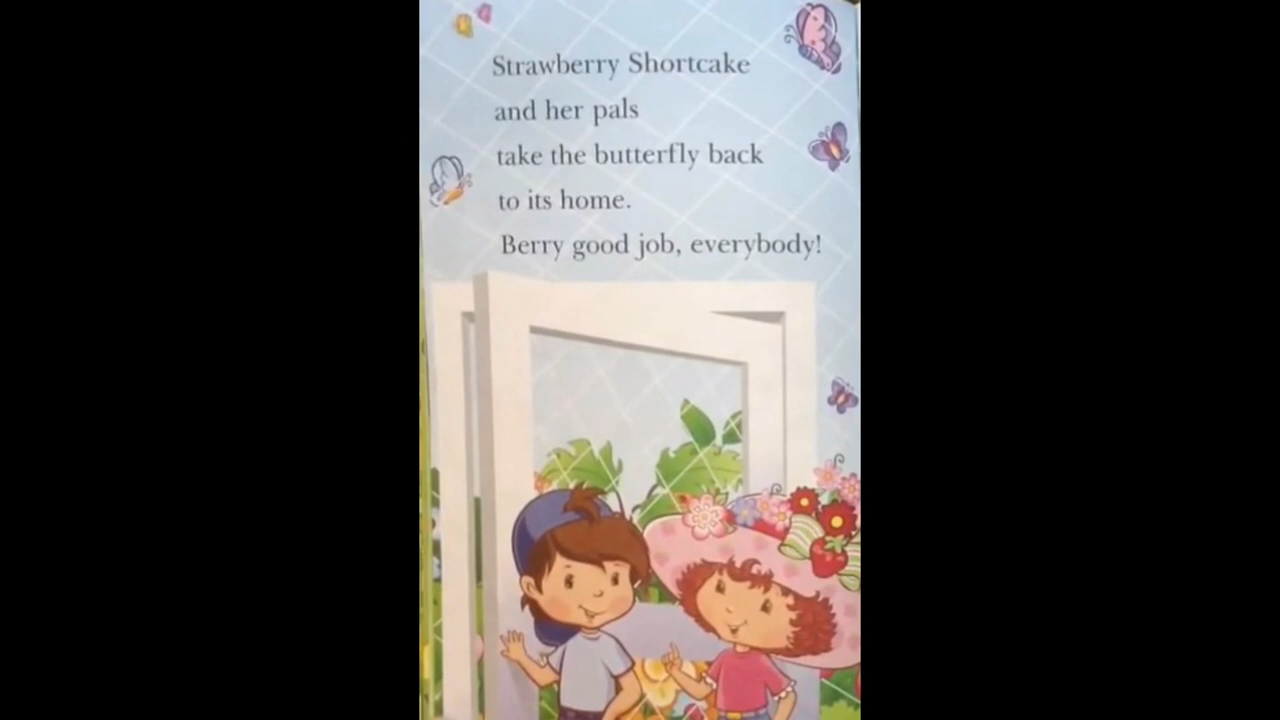 Strawberry Shortcake
and her pals
take the butterfly back
to its home.
Berry good job, everybody!